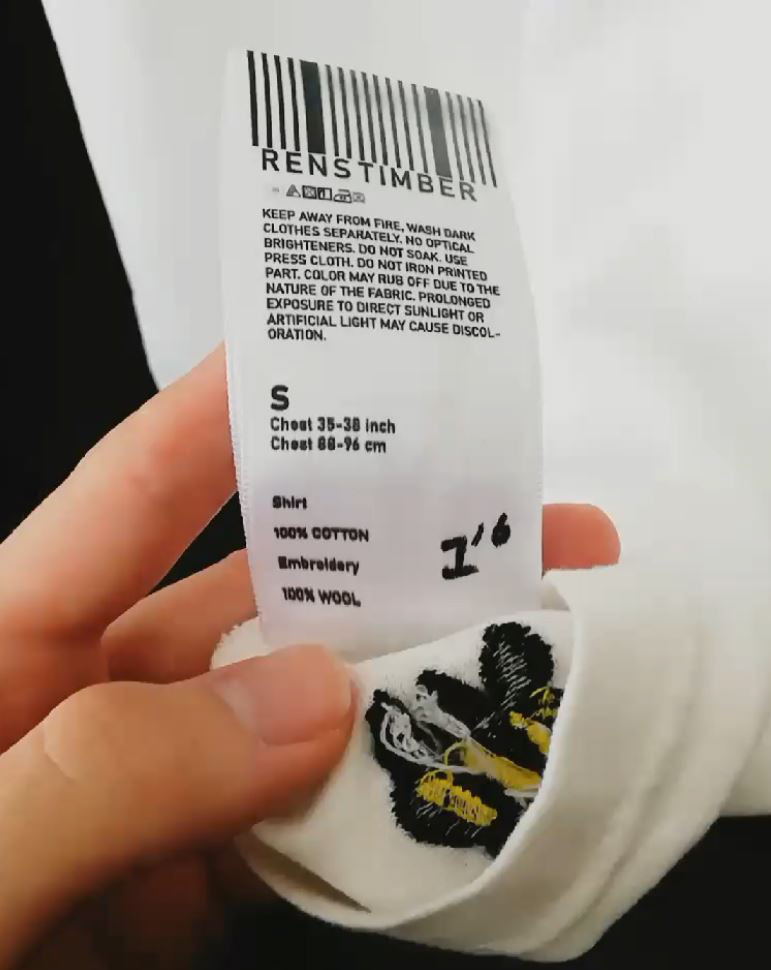 RENSTIMBER
KEEP AWAY FROM FIRE, WASH DARK
CLOTHES SEPARATELY. NO OPTICAL
BRIGHTENERS. DO NOT SOAK. USE
PRESS CLOTH. DO NOT IRON PRINTED
PART. COLOR MAY RUB OFF DUE TO THE
NATURE OF THE FABRIC. PROLONGED
EXPOSURE TO DIRECT SUNLIGHT OR
ARTIFICIAL LIGHT MAY CAUSE DISCOL-
ORATION.
S
Chest 35-38 inch
Chest 88-96 cm
Shirt
100% COTTON
Embroidery
100% WOOL
1'6